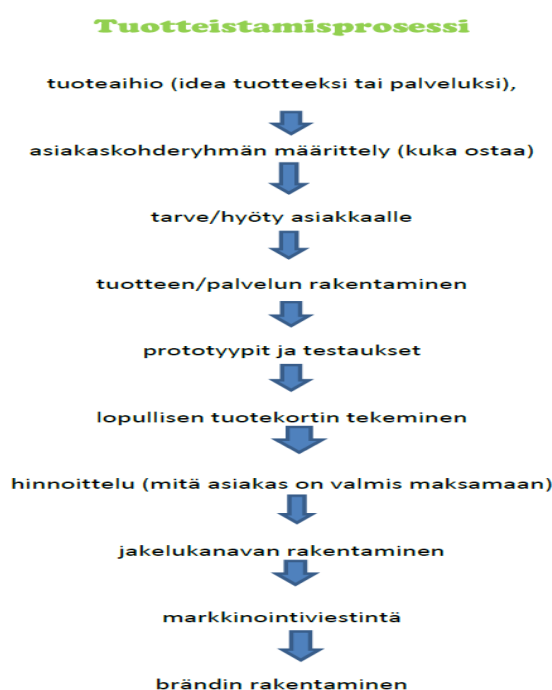 Tuotteistamisprosessi
tuoteaihio (idea tuotteeksi tai palveluksi),
asiakaskohderyhmän määrittely (kuka ostaa)
tarve/hyöty asiakkaalle
tuotteen/palvelun rakentaminen
prototyypit ja testaukset
lopullisen tuotekortin tekeminen
hinnoittelu (mitä asiakas on valmis maksamaan)
jakelukanavan rakentaminen
markkinointiviestintä
brändin rakentaminen